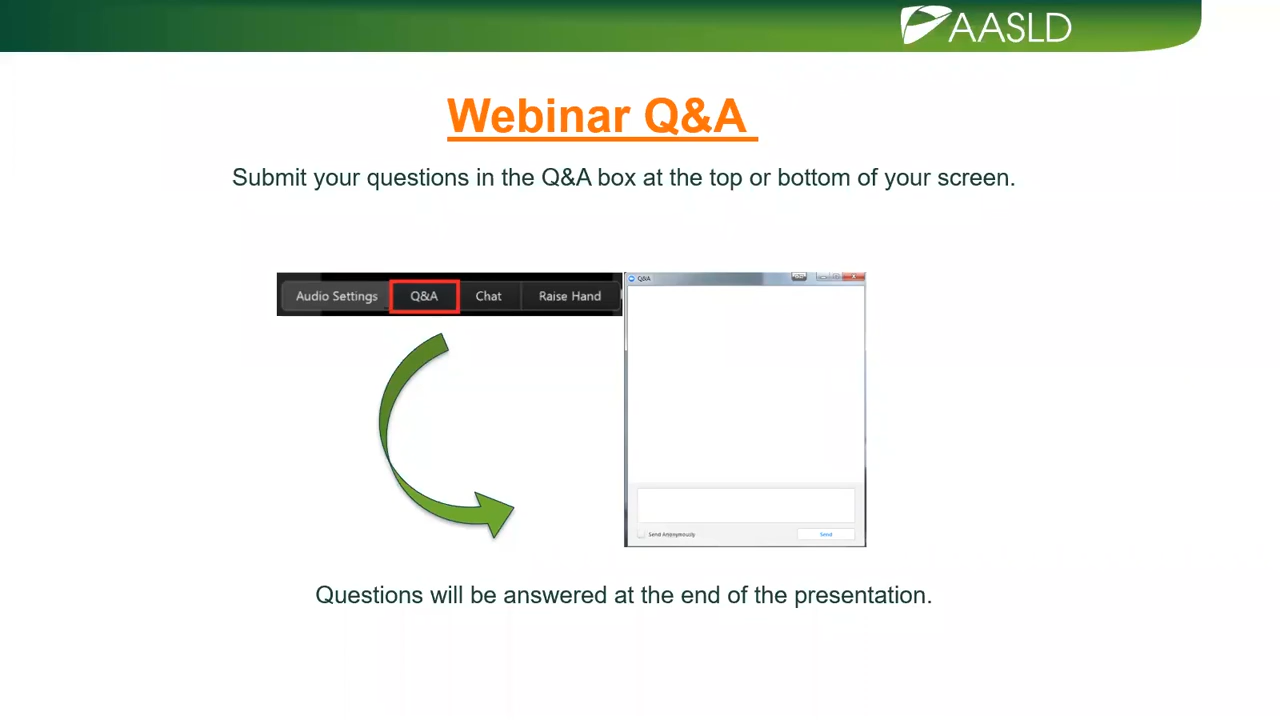 AASLD
Webinar Q&A
Submit your questions in the Q&A box at the top or bottom of your screen.
Audio Settings Q&A Chat Raise Hand
Q&A
Send Anonymously Send
Questions will be answered at the end of the presentation.